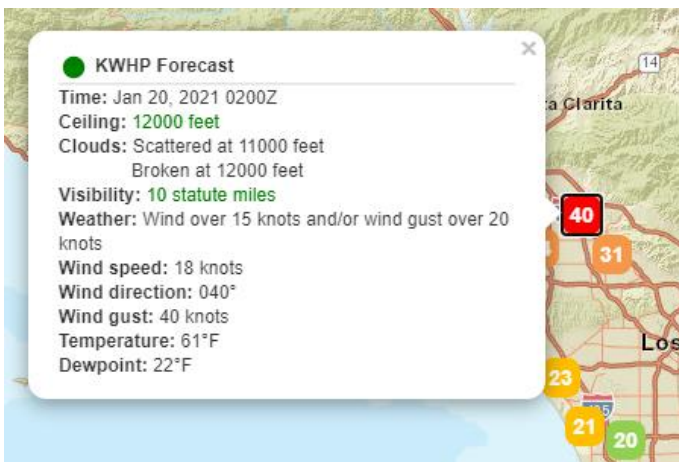 KWHP Forecast
Time: Jan 20, 2021 0200Z
Ceiling: 12000 feet
Clouds: Scattered at 11000 feet
Broken at 12000 feet
Visibility: 10 statute miles
Weather: Wind over 15 knots and/or wind gust over 20
knots
Wind speed: 18 knots
Wind direction: 040°
Wind gust: 40 knots
Temperature: 61°F
Dewpoint: 22°F
14
a Clarita
40
31
Los
23
21
20